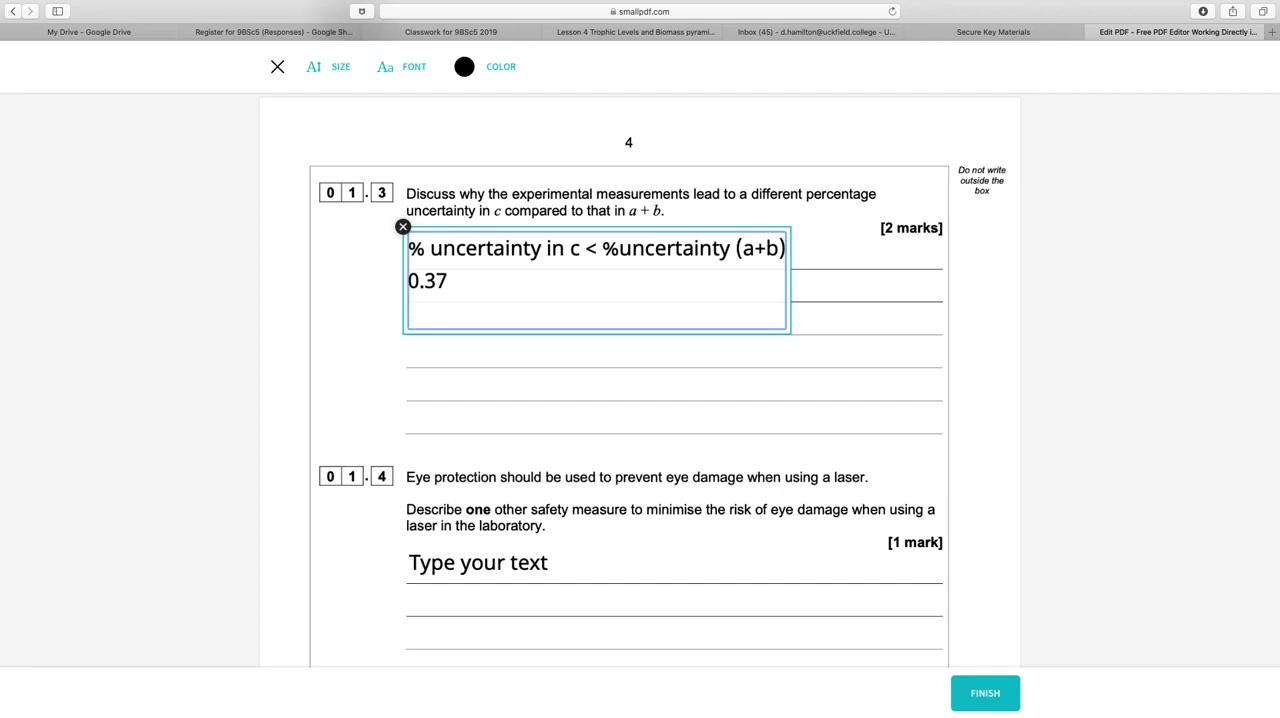 smallpdf.com
My Drive - Google Drive
Register for 9BSc5 (Responses) - Google Sh...
Classwork for 9BSc5 2019
Lesson 4 Trophic Levels and Biomass pyrami...
Inbox (45) - d.hamilton@uckfield.college - U...
Secure Key Materials
Edit PDF - Free PDF Editor Working Directly i...
A SIZE
Aa FONT
COLOR
4
Do not write
outside the
box
0 1 . 3 Discuss why the experimental measurements lead to a different percentage
uncertainty in c compared to that in a + b.
[2 marks]
% uncertainty in c < %uncertainty (a+b)
0.37
0 1 . 4 Eye protection should be used to prevent eye damage when using a laser.
Describe one other safety measure to minimise the risk of eye damage when using a
laser in the laboratory.
[1 mark]
Type your text
FINISH